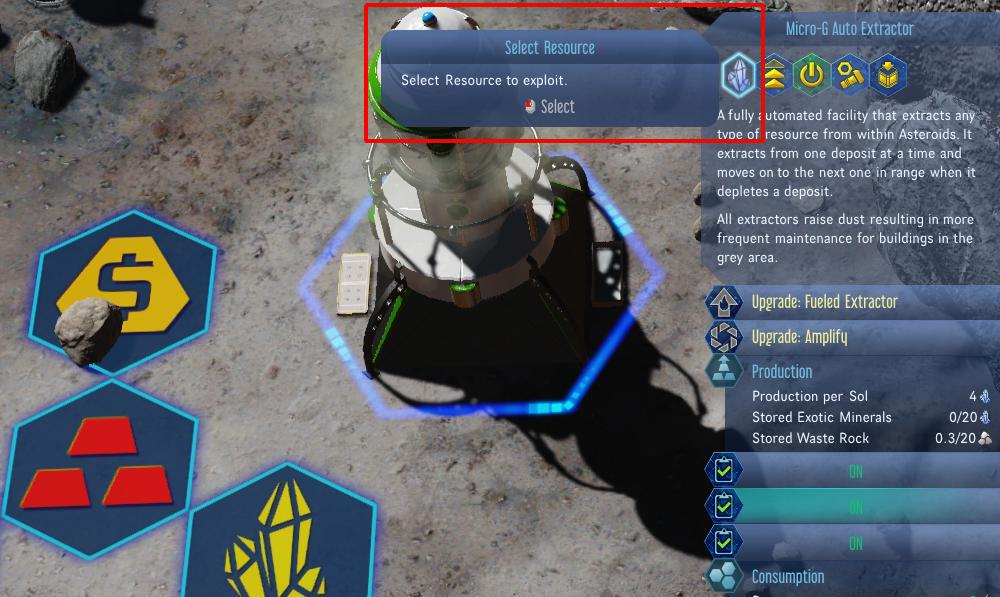 Select Resource
Select Resource to exploit.
Select
Micro-G Auto Extractor
A fully automated facility that extracts any
type of resource from within Asteroids. It
extracts from one deposit at a time and
moves on to the next one in range when it
depletes a deposit.
All extractors raise dust resulting in more
frequent maintenance for buildings in the
grey area.
Upgrade: Fueled Extractor
Upgrade: Amplify
Production
Production per Sol 4
Stored Exotic Minerals 0/20
Stored Waste Rock 0.3/20
ON
ON
ON
Consumption
$